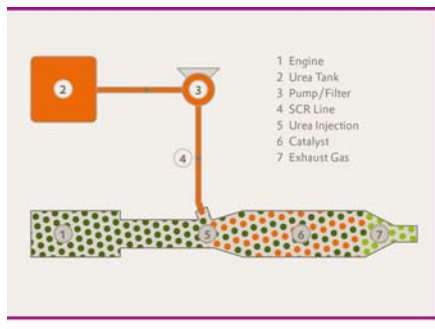 1 Engine
2 Urea Tank
3 Pump/Filter
4 SCR Line
5 Urea Injection
6 Catalyst
7 Exhaust Gas
2
3
4
1
5
6
7